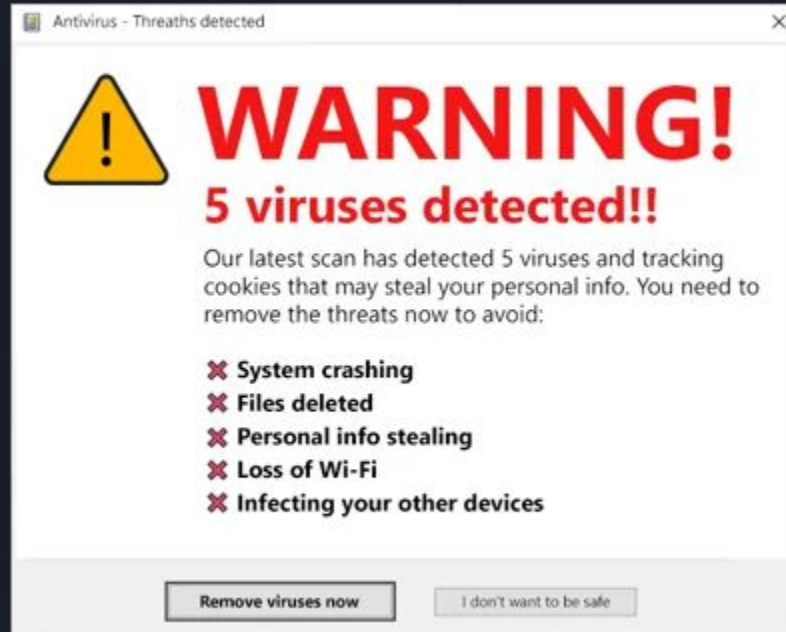 Antivirus - Threaths detected
WARNING!
5 viruses detected!!
Our latest scan has detected 5 viruses and tracking
cookies that may steal your personal info. You need to
remove the threats now to avoid:
System crashing
Files deleted
Personal info stealing
Loss of Wi-Fi
Infecting your other devices
Remove viruses now
I don't want to be safe